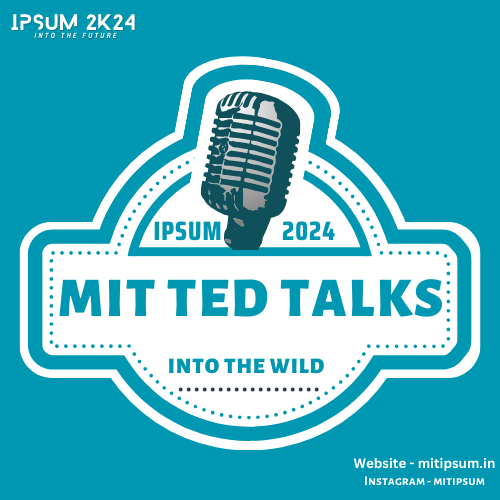 IPSUM 2K24
INTO THE FUTURE
IPSUM 2024
MIT TED TALKS
INTO THE WILD
Website - mitipsum.in
Instagram - mitipsum